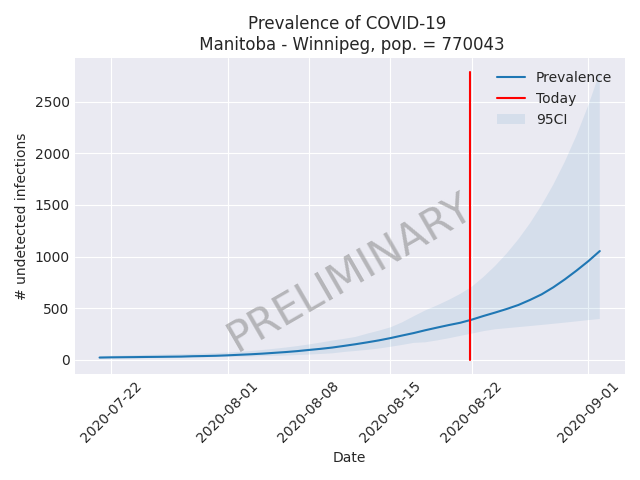 Prevalence of COVID-19
Manitoba - Winnipeg, pop. = 770043
Prevalence
Today
95CI
2500
2000
1500
1000
500
0
# undetected infections
PRELIMINARY
2020-07-22
2020-08-01
2020-08-08
2020-08-15
2020-08-22
2020-09-01
Date